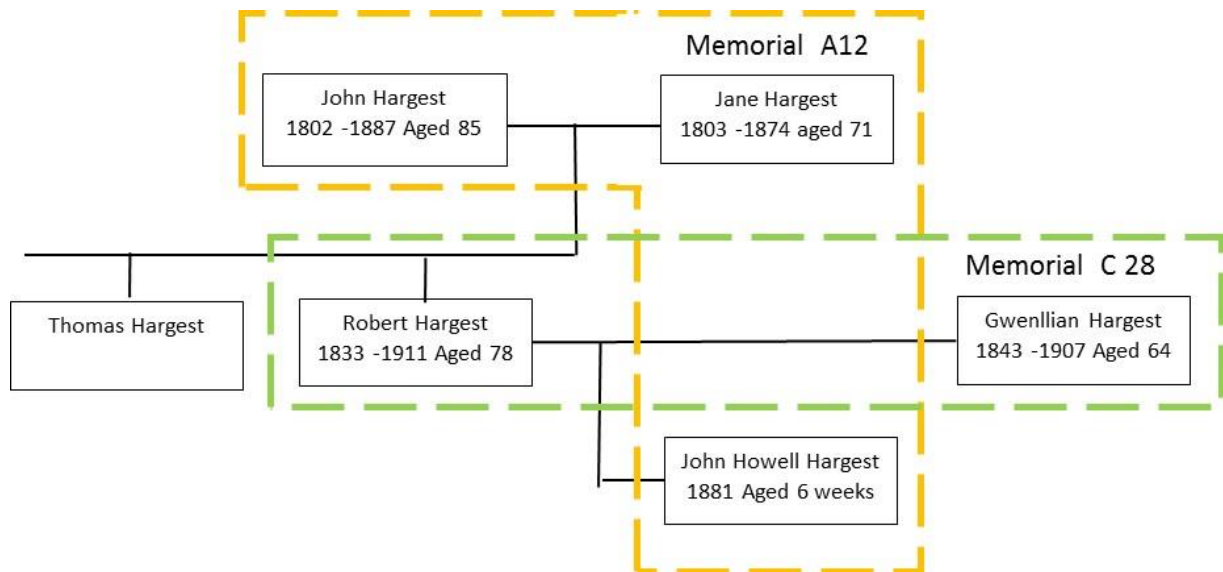 Memorial A12
John Hargest
1802 -1887 Aged 85
Jane Hargest
1803 -1874 aged 71
Memorial C 28
Thomas Hargest
Robert Hargest
1833 -1911 Aged 78
Gwenllian Hargest
1843 -1907 Aged 64
John Howell Hargest
1881 Aged 6 weeks